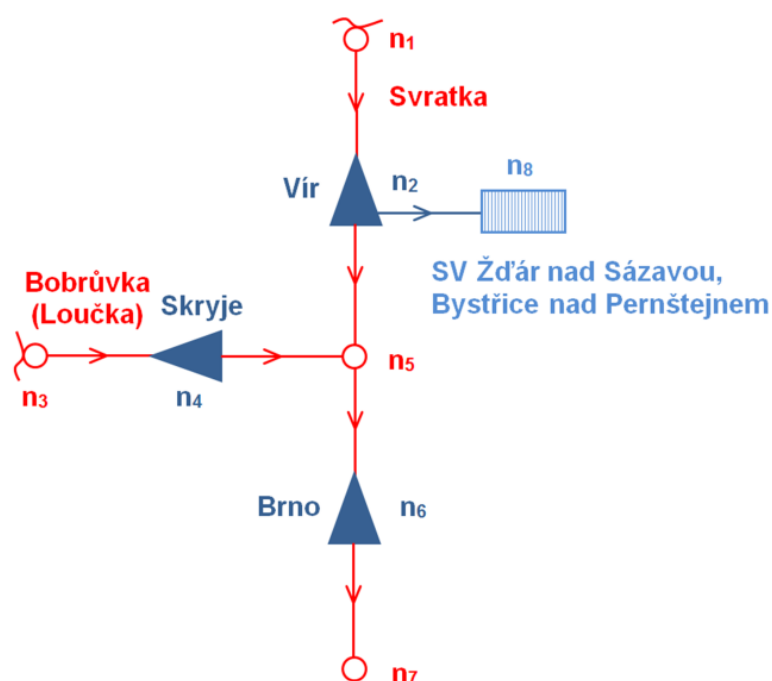 n1
Svratka
n8
Vír
n2
SV Žďár nad Sázavou,
Bystřice nad Pernštejnem
Bobrůvka
(Loučka)
Skryje
n5
n3
n4
Brno
n6
n7